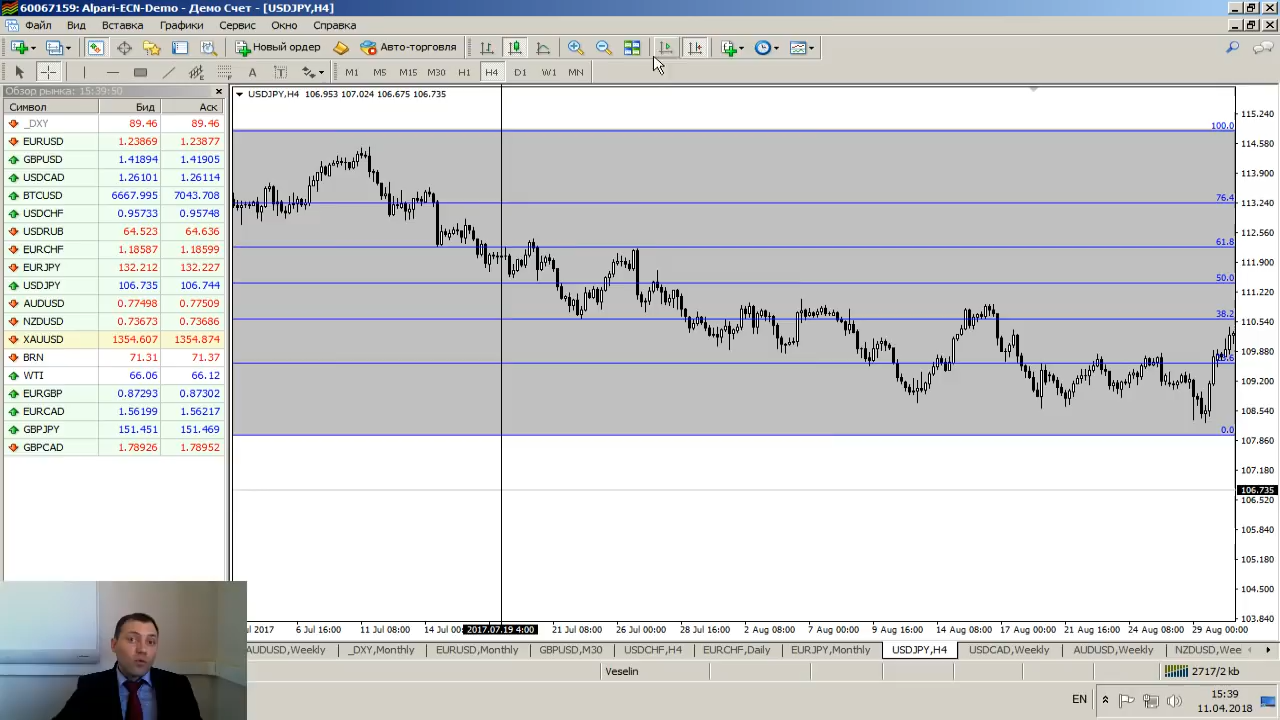 60067159: Alpari-ECN-Demo - Демо Счет - [USDJPY,H4]
Файл Вид Вставка Графики Сервис Окно Справка
Новый ордер Авто-торговля
A T M1 M5 M15 M30 H1 H4 D1 W1 MN
Обзор рынка: 15:39:50
Символ Бид Аск
_DXY 89.46 89.46
EURUSD 1.23869 1.23877
GBPUSD 1.41894 1.41905
USDCAD 1.26101 1.26114
BTCUSD 6667.995 7043.708
USDCHF 0.95733 0.95748
USDRUB 64.523 64.636
EURCHF 1.18587 1.18599
EURJPY 132.212 132.227
USDJPY 106.735 106.744
AUDUSD 0.77498 0.77509
NZDUSD 0.73673 0.73686
XAUUSD 1354.607 1354.874
BRN 71.31 71.37
WTI 66.06 66.12
EURGBP 0.87293 0.87302
EURCAD 1.56199 1.56217
GBPJPY 151.451 151.469
GBPCAD 1.78926 1.78952
USDJPY,H4 106.953 107.024 106.675 106.735
100.0
76.4
61.8
50.0
38.2
0.0
115.240
114.580
113.900
113.240
112.560
111.900
111.220
110.540
109.880
109.200
108.540
107.860
107.180
106.735
106.520
105.840
105.180
104.500
103.840
2017 6 Jul 16:00 11 Jul 08:00 14 Jul 2017.07.19 4:00 21 Jul 08:00 26 Jul 00:00 28 Jul 16:00 2 Aug 08:00 7 Aug 00:00 9 Aug 16:00 14 Aug 08:00 17 Aug 00:00 21 Aug 16:00 24 Aug 08:00 29 Aug 00:00
AUDUSD,Weekly _DXY,Monthly EURUSD,Monthly GBPUSD,M30 USDCHF,H4 EURCHF,Daily EURJPY,Monthly USDJPY,H4 USDCAD,Weekly AUDUSD,Weekly NZDUSD,Wee
Veselin 2717/2 kb
EN 15:39
11.04.2018